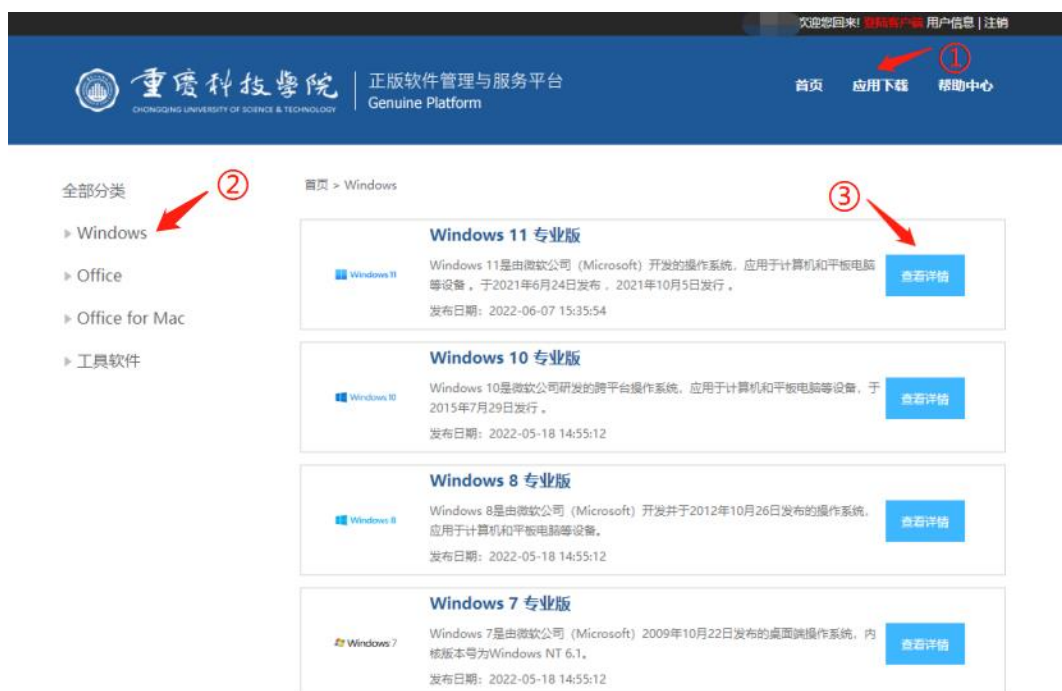 欢迎您回来! 登陆客户端 用户信息 | 注销
①
重庆科技學院
CHONGQING UNIVERSITY OF SCIENCE & TECHNOLOGY
正版软件管理与服务平台
Genuine Platform
首页 应用下载 帮助中心
全部分类
②
Windows
Office
Office for Mac
工具软件
首页 > Windows
③
Windows 11 专业版
Windows 11
Windows 11是由微软公司（Microsoft）开发的操作系统，应用于计算机和平板电脑
等设备 。于2021年6月24日发布 ，2021年10月5日发行 。
发布日期：2022-06-07 15:35:54
查看详情
Windows 10 专业版
Windows 10
Windows 10是微软公司研发的跨平台操作系统，应用于计算机和平板电脑等设备，于
2015年7月29日发行 。
发布日期：2022-05-18 14:55:12
查看详情
Windows 8 专业版
Windows 8
Windows 8是由微软公司（Microsoft）开发并于2012年10月26日发布的操作系统，
应用于计算机和平板电脑等设备。
发布日期：2022-05-18 14:55:12
查看详情
Windows 7 专业版
Windows 7
Windows 7是由微软公司（Microsoft）2009年10月22日发布的桌面端操作系统，内
核版本号为Windows NT 6.1。
发布日期：2022-05-18 14:55:12
查看详情